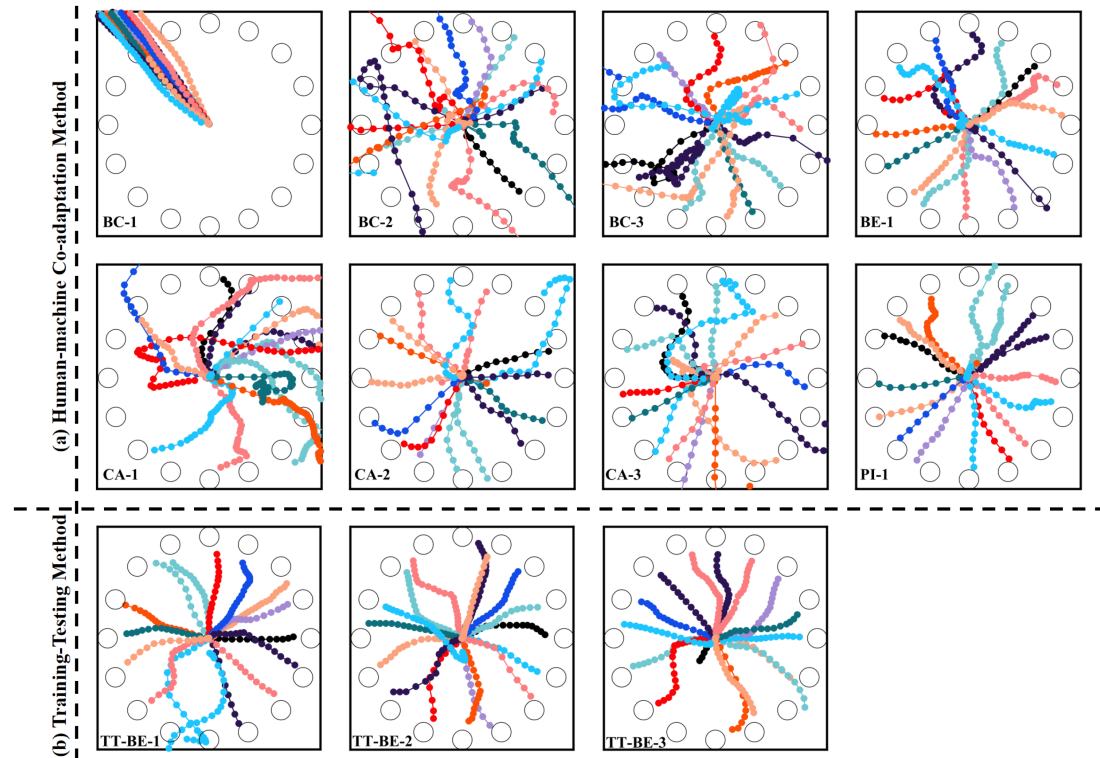 (a) Human-machine Co-adaptation Method
BC-1
BC-2
BC-3
BE-1
CA-1
CA-2
CA-3
PI-1
(b) Training-Testing Method
TT-BE-1
TT-BE-2
TT-BE-3